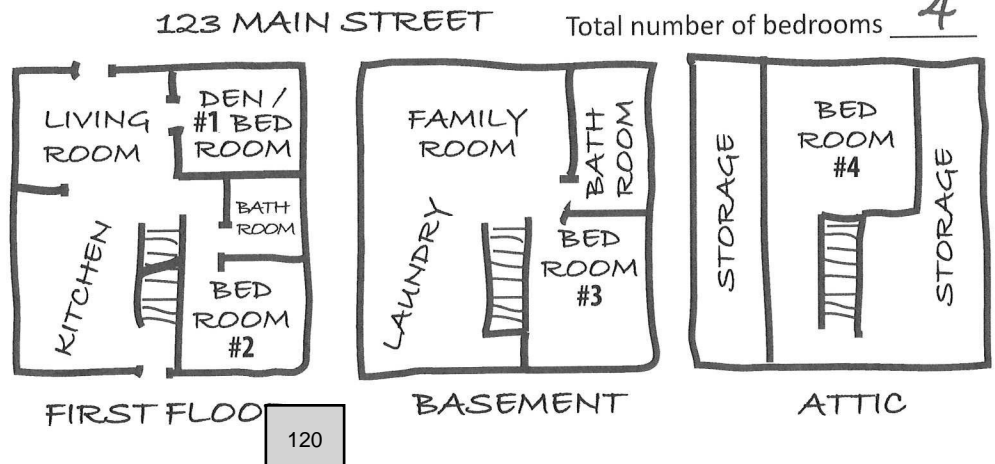 123 MAIN STREET
Total number of bedrooms 4
LIVING
ROOM
DEN /
#1 BED
ROOM
BATH
ROOM
KITCHEN
BED
ROOM
#2
FIRST FLOO
120
FAMILY
ROOM
BATH
ROOM
LAUNDRY
BED
ROOM
#3
BASEMENT
STORAGE
BED
ROOM
#4
STORAGE
ATTIC